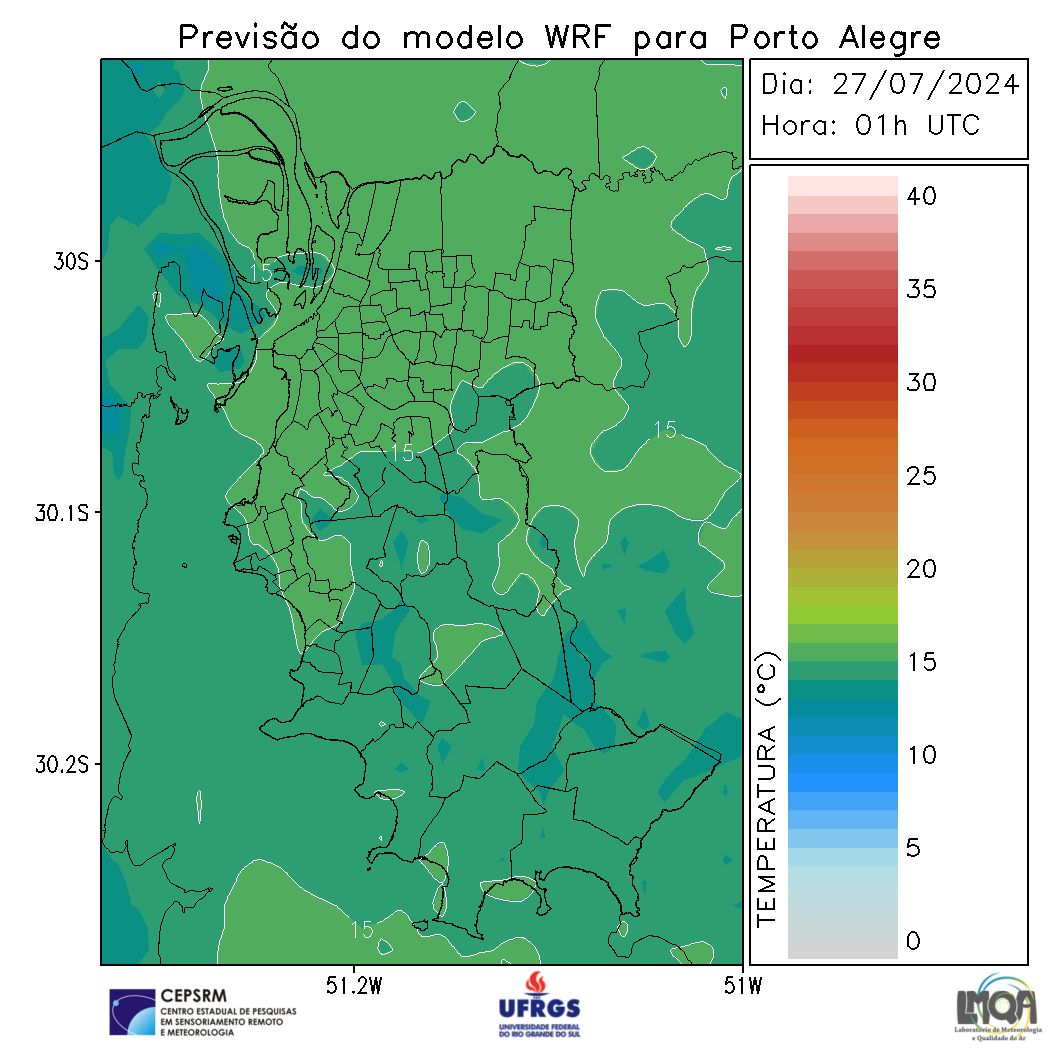 Previsão do modelo WRF para Porto Alegre
Dia: 27/07/2024
Hora: 01h UTC
40
35
30
25
20
15
10
5
0
TEMPERATURA (°C)
30S
30.1S
30.2S
51.2W
51W
15
15
15
15
CEPSRM
CENTRO ESTADUAL DE PESQUISAS
EM SENSORIAMENTO REMOTO
E METEOROLOGIA
UFRGS
UNIVERSIDADE FEDERAL
DO RIO GRANDE DO SUL
LMQA
Laboratório de Meteorologia
e Qualidade do Ar